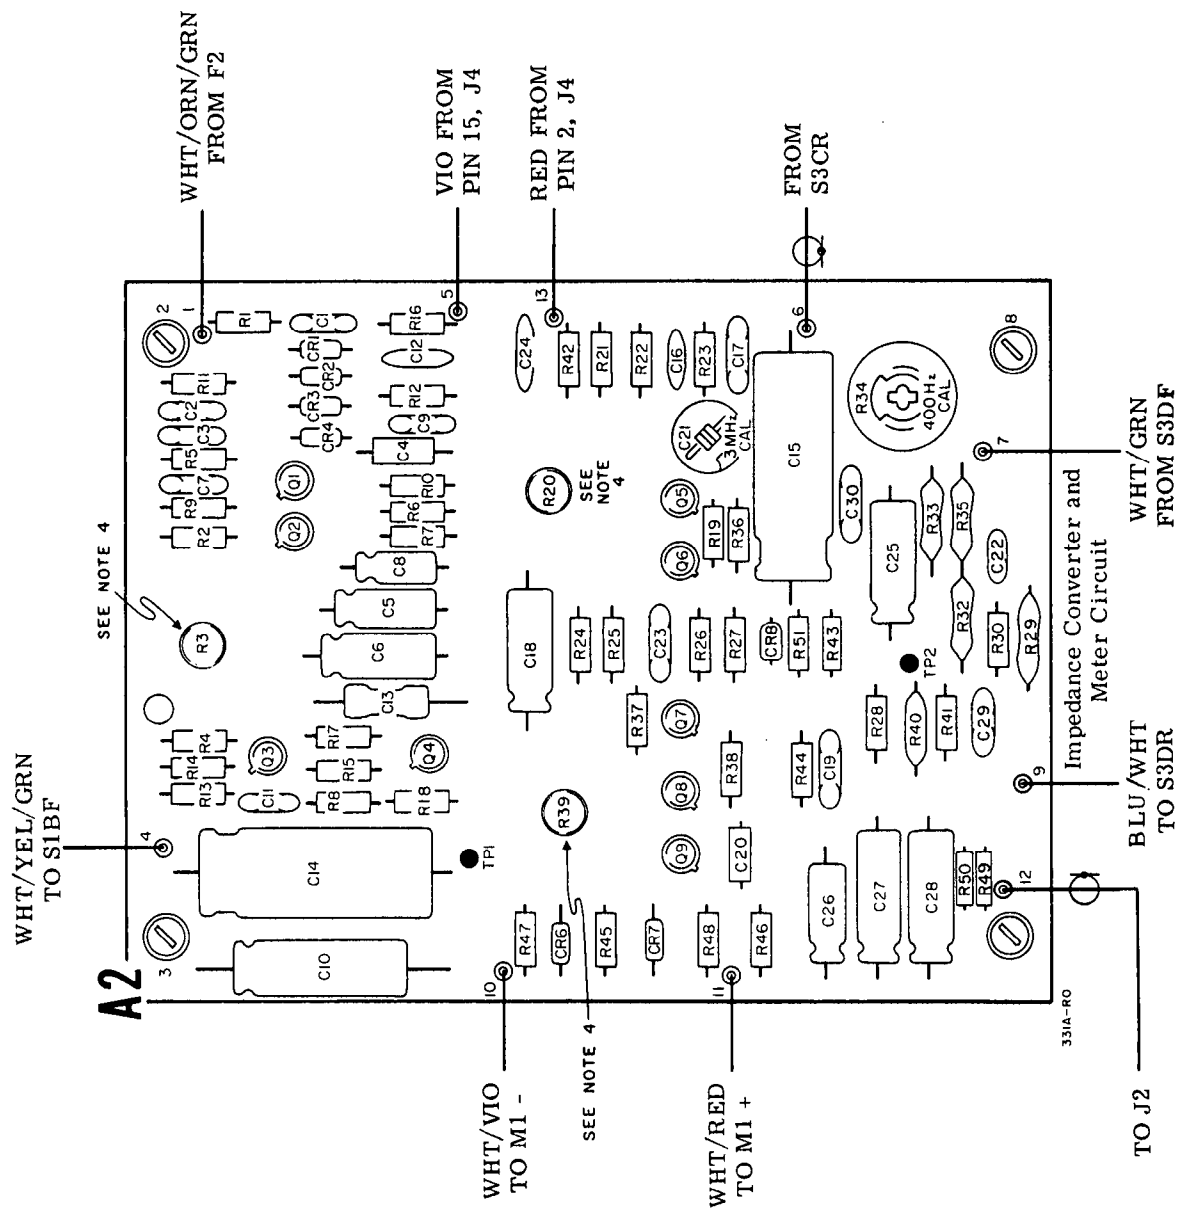 A2
WHT/YEL/GRN
TO S1BF
SEE NOTE 4
WHT/ORN/GRN
FROM F2
VIO FROM
PIN 15, J4
RED FROM
PIN 2, J4
FROM
S3CR
WHT/GRN
FROM S3DF
Impedance Converter and
Meter Circuit
BLU/WHT
TO S3DR
TO J2
WHT/RED
TO M1 +
SEE NOTE 4
WHT/VIO
TO M1 -
331A-RO
3
4
2
1
5
13
6
8
7
9
12
11
10
C10
C14
TP1
R13
R14
R4
C11
Q3
R8
R15
R17
R18
Q4
C13
R3
C6
C5
C8
R2
R9
C7
R5
C3
C2
R11
Q2
Q1
R7
R6
R10
C4
C9
R12
C12
R16
CR4
CR3
CR2
CR1
C1
R1
R47
CR6
R45
CR7
R48
R46
R39
C18
R20
SEE
NOTE
4
C24
R42
R21
R22
C16
R23
C17
C21
3MHz
CAL
R24
R25
C23
R26
R27
CR8
R51
R43
R37
Q7
Q8
Q9
R38
C20
R44
C19
Q5
Q6
R19
R36
C15
C30
R34
400Hz
CAL
C25
R33
R35
R32
C22
R30
R29
TP2
R28
R40
R41
C29
C26
C27
C28
R50
R49